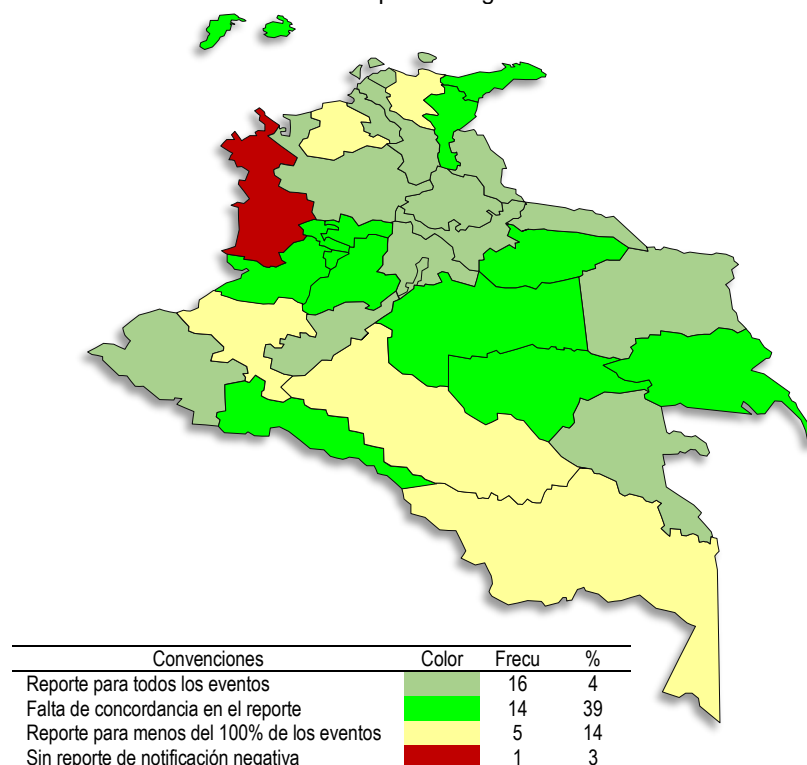 Convenciones Color Frecu %
Reporte para todos los eventos 16 4
Falta de concordancia en el reporte 14 39
Reporte para menos del 100% de los eventos 5 14
Sin reporte de notificación negativa 1 3